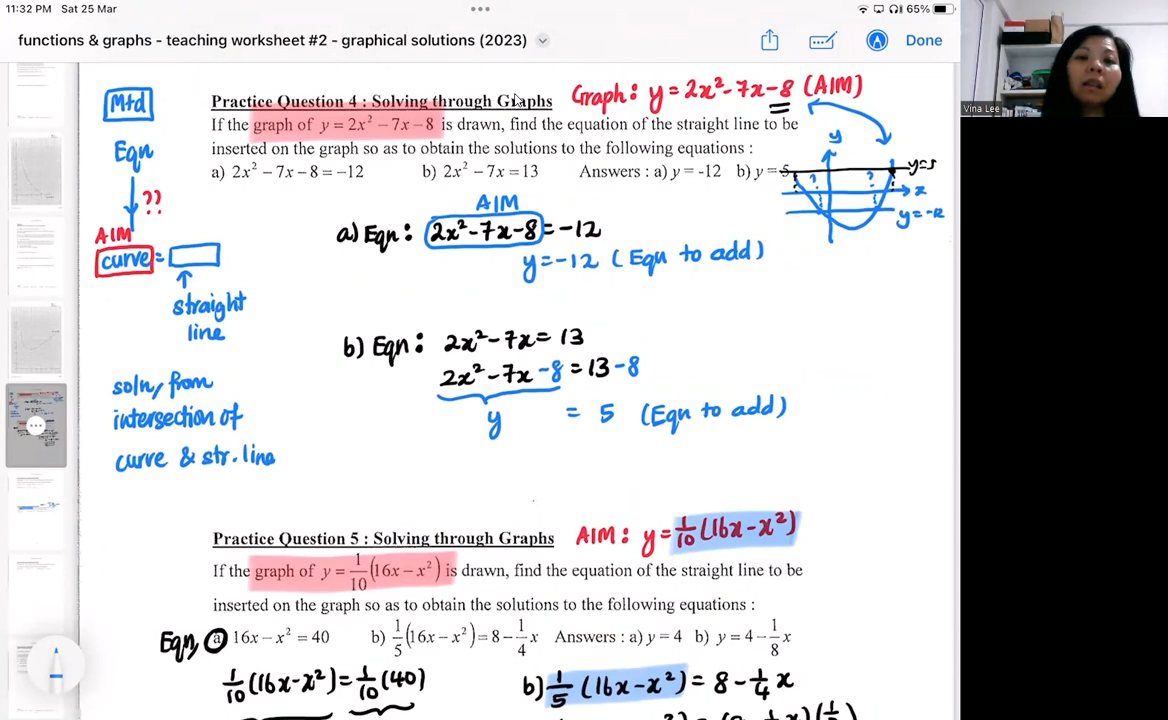 11:32 PM Sat 25 Mar
65%
functions & graphs - teaching worksheet #2 - graphical solutions (2023)
Done
Vina Lee
Mtd
Eqn
??
AIM
curve =
straight
line
soln, from
intersection of
curve & str. line
Practice Question 4 : Solving through Graphs
Graph: y = 2x² - 7x - 8 (AIM)
If the graph of y = 2x² − 7x − 8 is drawn, find the equation of the straight line to be
inserted on the graph so as to obtain the solutions to the following equations :
a) 2x² − 7x − 8 = −12 b) 2x² − 7x = 13 Answers : a) y = -12 b) y = 5
y
y=5
? ?
x
y=-12
AIM
a) Eqn: 2x²-7x-8 = -12
y = -12 (Eqn to add)
b) Eqn: 2x²-7x = 13
2x²-7x-8 = 13-8
y = 5 (Eqn to add)
Practice Question 5 : Solving through Graphs
AIM: y = 1/10 (16x-x²)
If the graph of y = 1/10 (16x − x²) is drawn, find the equation of the straight line to be
inserted on the graph so as to obtain the solutions to the following equations :
Eqn, a 16x − x² = 40 b) 1/5 (16x − x²) = 8 − 1/4 x Answers : a) y = 4 b) y = 4 − 1/8 x
1/10 (16x-x²) = 1/10 (40)
b) 1/5 (16x-x²) = 8 - 1/4 x